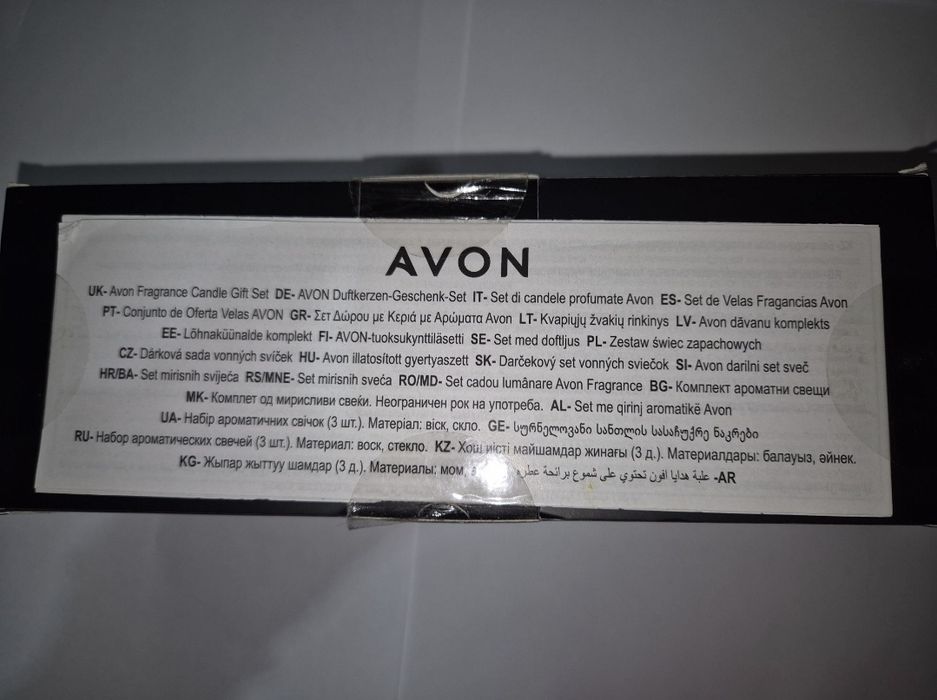 AVON
UK- Avon Fragrance Candle Gift Set DE- AVON Duftkerzen-Geschenk-Set IT- Set di candele profumate Avon ES- Set de Velas Fragancias Avon
PT- Conjunto de Oferta Velas AVON GR- Σετ Δώρου με Κεριά με Αρώματα Avon LT- Kvapiųjų žvakių rinkinys LV- Avon dāvanu komplekts
EE- Lõhnaküünalde komplekt FI- AVON-tuoksukynttiläsetti SE- Set med doftljus PL- Zestaw świec zapachowych
CZ- Dárková sada vonných svíček HU- Avon illatosított gyertyaszett SK- Darčekový set vonných sviečok SI- Avon darilni set sveč
HR/BA- Set mirisnih svijeća RS/MNE- Set mirisnih sveća RO/MD- Set cadou lumânare Avon Fragrance BG- Комплект ароматни свещи
MK- Комплет од мирисливи свеќи. Неограничен рок на употреба. AL- Set me qirinj aromatikë Avon
UA- Набір ароматичних свічок (3 шт.). Матеріал: віск, скло. GE- სურნელოვანი სანთლის სასაჩუქრე ნაკრები
RU- Набор ароматических свечей (3 шт.). Материал: воск, стекло. KZ- Хош иісті майшамдар жинағы (3 д.). Материалдары: балауыз, әйнек.
KG- Жыпар жыттуу шамдар (3 д.). Материалы: мом, AR- علبة هدايا افون تحتوي على شموع برائحة